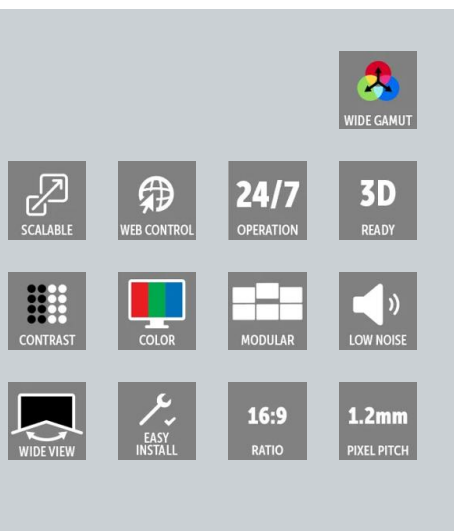 WIDE GAMUT
SCALABLE
WEB CONTROL
24/7
OPERATION
3D
READY
CONTRAST
COLOR
MODULAR
LOW NOISE
WIDE VIEW
EASY
INSTALL
16:9
RATIO
1.2mm
PIXEL PITCH